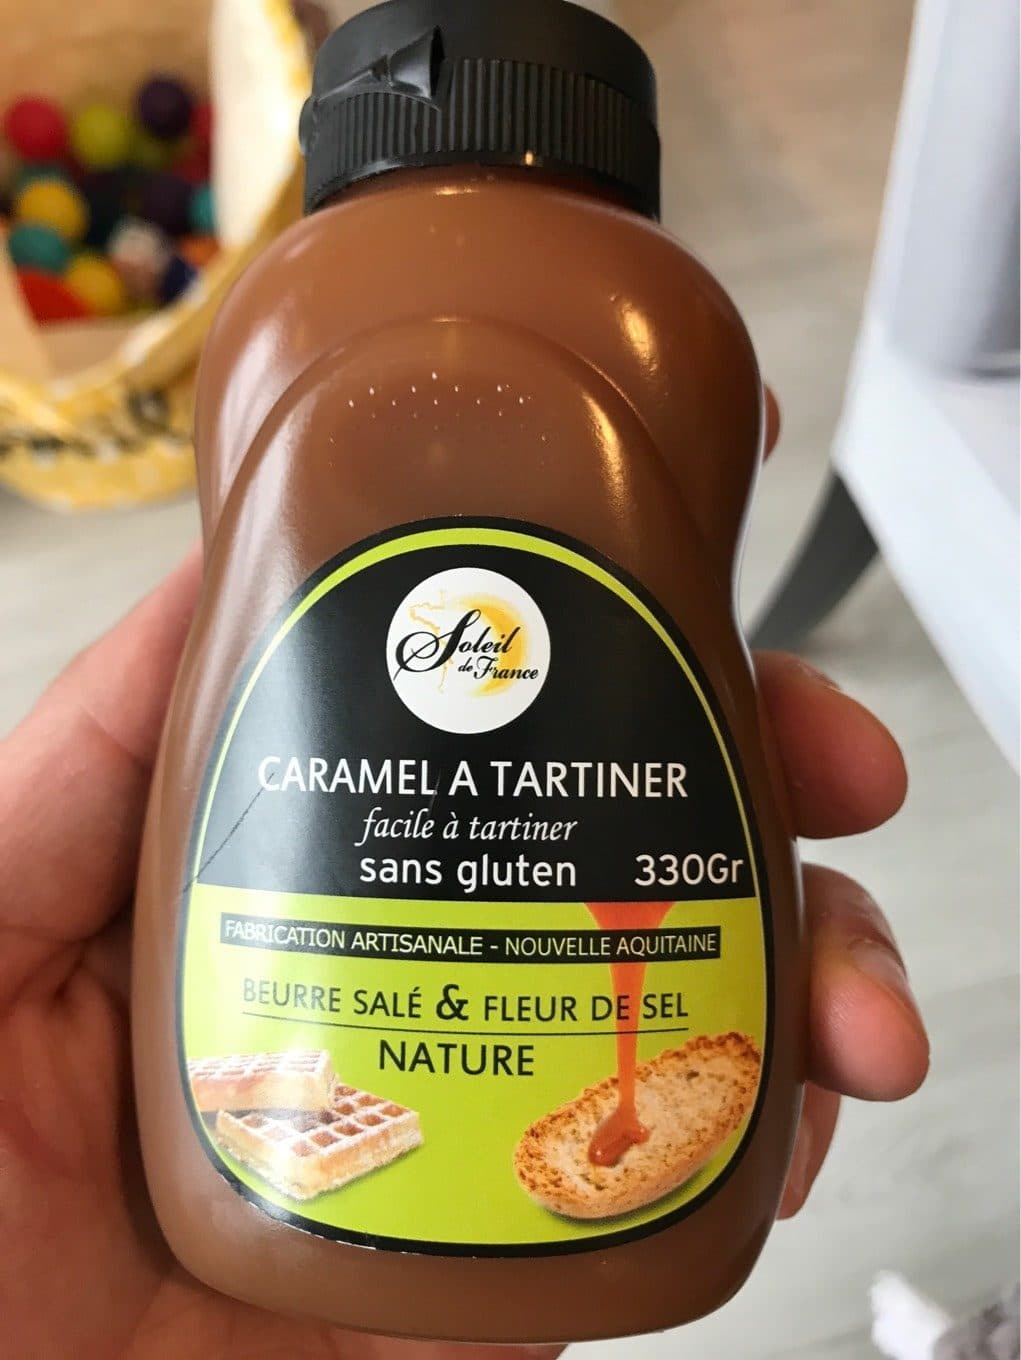 Soleil
de France
CARAMEL A TARTINER
facile à tartiner
sans gluten 330Gr
FABRICATION ARTISANALE - NOUVELLE AQUITAINE
BEURRE SALÉ & FLEUR DE SEL
NATURE